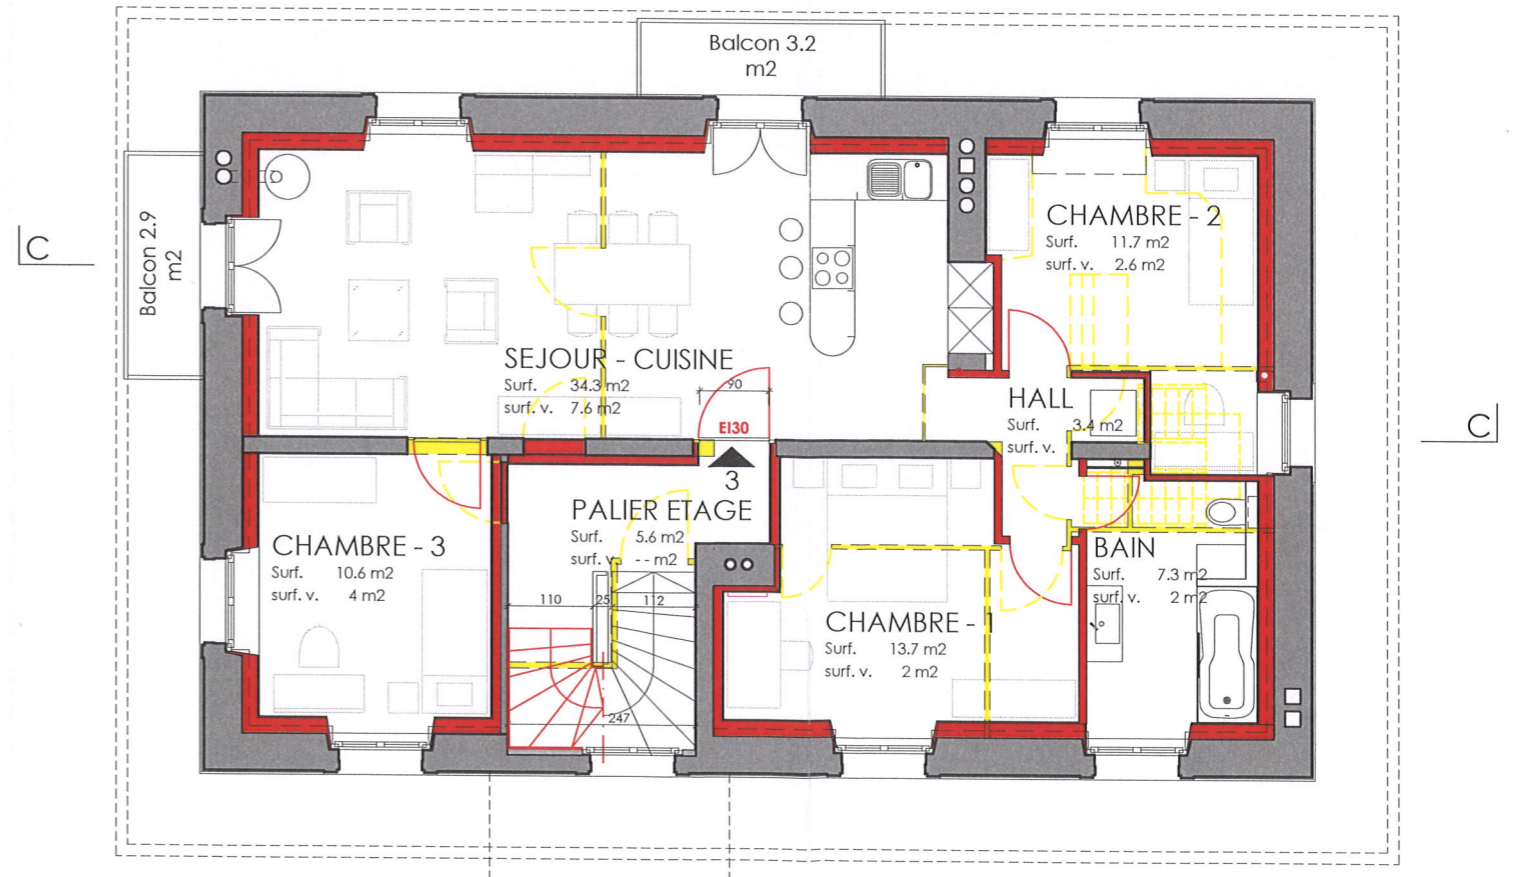 Balcon 3.2
m2
Balcon 2.9
m2
C
C
CHAMBRE - 2
Surf. 11.7 m2
surf. v. 2.6 m2
SEJOUR - CUISINE
Surf. 34.3 m2
surf. v. 7.6 m2
90
EI30
3
HALL
Surf. 3.4 m2
surf. v.
PALIER ETAGE
Surf. 5.6 m2
surf. v - - m2
CHAMBRE - 3
Surf. 10.6 m2
surf. v. 4 m2
110
25
112
247
BAIN
Surf. 7.3 m2
surf. v. 2 m2
CHAMBRE -
Surf. 13.7 m2
surf. v. 2 m2